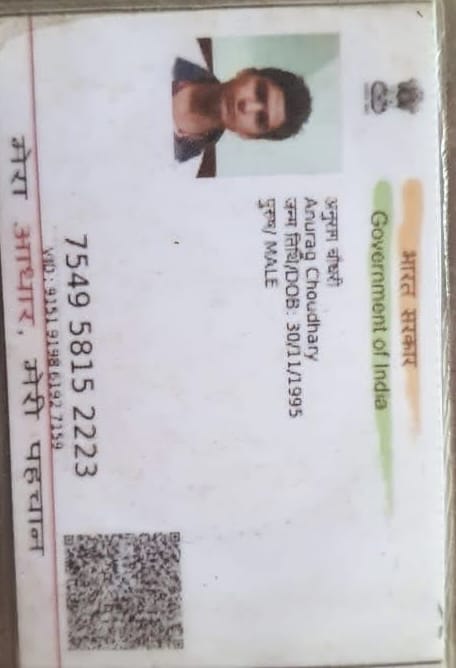 भारत सरकार
Government of India
अनुराग चौधरी
Anurag Choudhary
जन्म तिथि/DOB: 30/11/1995
पुरुष/ MALE
7549 5815 2223
VID : 9151 9198 6192 7159
मेरा आधार, मेरी पहचान